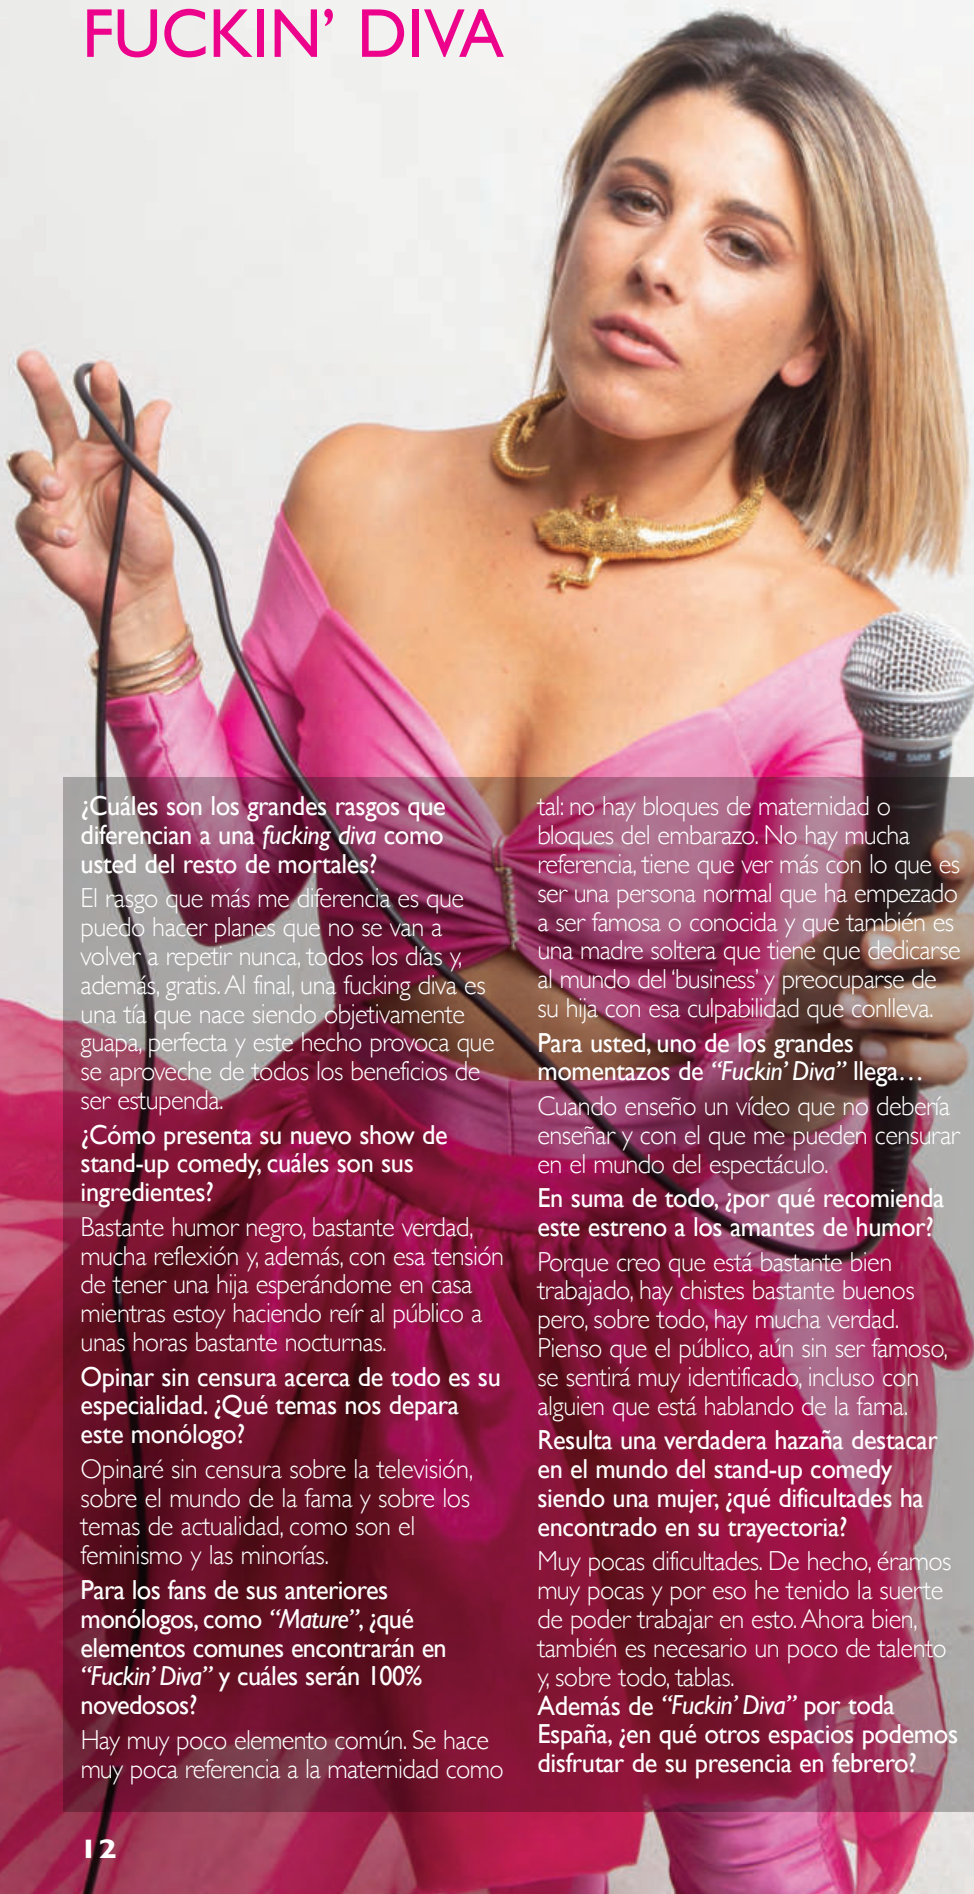 FUCKIN’ DIVA
¿Cuáles son los grandes rasgos que
diferencian a una fucking diva como
usted del resto de mortales?
El rasgo que más me diferencia es que
puedo hacer planes que no se van a
volver a repetir nunca, todos los días y,
además, gratis. Al final, una fucking diva es
una tía que nace siendo objetivamente
guapa, perfecta y este hecho provoca que
se aproveche de todos los beneficios de
ser estupenda.
¿Cómo presenta su nuevo show de
stand-up comedy, cuáles son sus
ingredientes?
Bastante humor negro, bastante verdad,
mucha reflexión y, además, con esa tensión
de tener una hija esperándome en casa
mientras estoy haciendo reír al público a
unas horas bastante nocturnas.
Opinar sin censura acerca de todo es su
especialidad. ¿Qué temas nos depara
este monólogo?
Opinaré sin censura sobre la televisión,
sobre el mundo de la fama y sobre los
temas de actualidad, como son el
feminismo y las minorías.
Para los fans de sus anteriores
monólogos, como “Mature”, ¿qué
elementos comunes encontrarán en
“Fuckin’ Diva” y cuáles serán 100%
novedosos?
Hay muy poco elemento común. Se hace
muy poca referencia a la maternidad como
tal: no hay bloques de maternidad o
bloques del embarazo. No hay mucha
referencia, tiene que ver más con lo que es
ser una persona normal que ha empezado
a ser famosa o conocida y que también es
una madre soltera que tiene que dedicarse
al mundo del ‘business’ y preocuparse de
su hija con esa culpabilidad que conlleva.
Para usted, uno de los grandes
momentazos de “Fuckin’ Diva” llega…
Cuando enseño un vídeo que no debería
enseñar y con el que me pueden censurar
en el mundo del espectáculo.
En suma de todo, ¿por qué recomienda
este estreno a los amantes de humor?
Porque creo que está bastante bien
trabajado, hay chistes bastante buenos
pero, sobre todo, hay mucha verdad.
Pienso que el público, aún sin ser famoso,
se sentirá muy identificado, incluso con
alguien que está hablando de la fama.
Resulta una verdadera hazaña destacar
en el mundo del stand-up comedy
siendo una mujer, ¿qué dificultades ha
encontrado en su trayectoria?
Muy pocas dificultades. De hecho, éramos
muy pocas y por eso he tenido la suerte
de poder trabajar en esto. Ahora bien,
también es necesario un poco de talento
y, sobre todo, tablas.
Además de “Fuckin’ Diva” por toda
España, ¿en qué otros espacios podemos
disfrutar de su presencia en febrero?
12